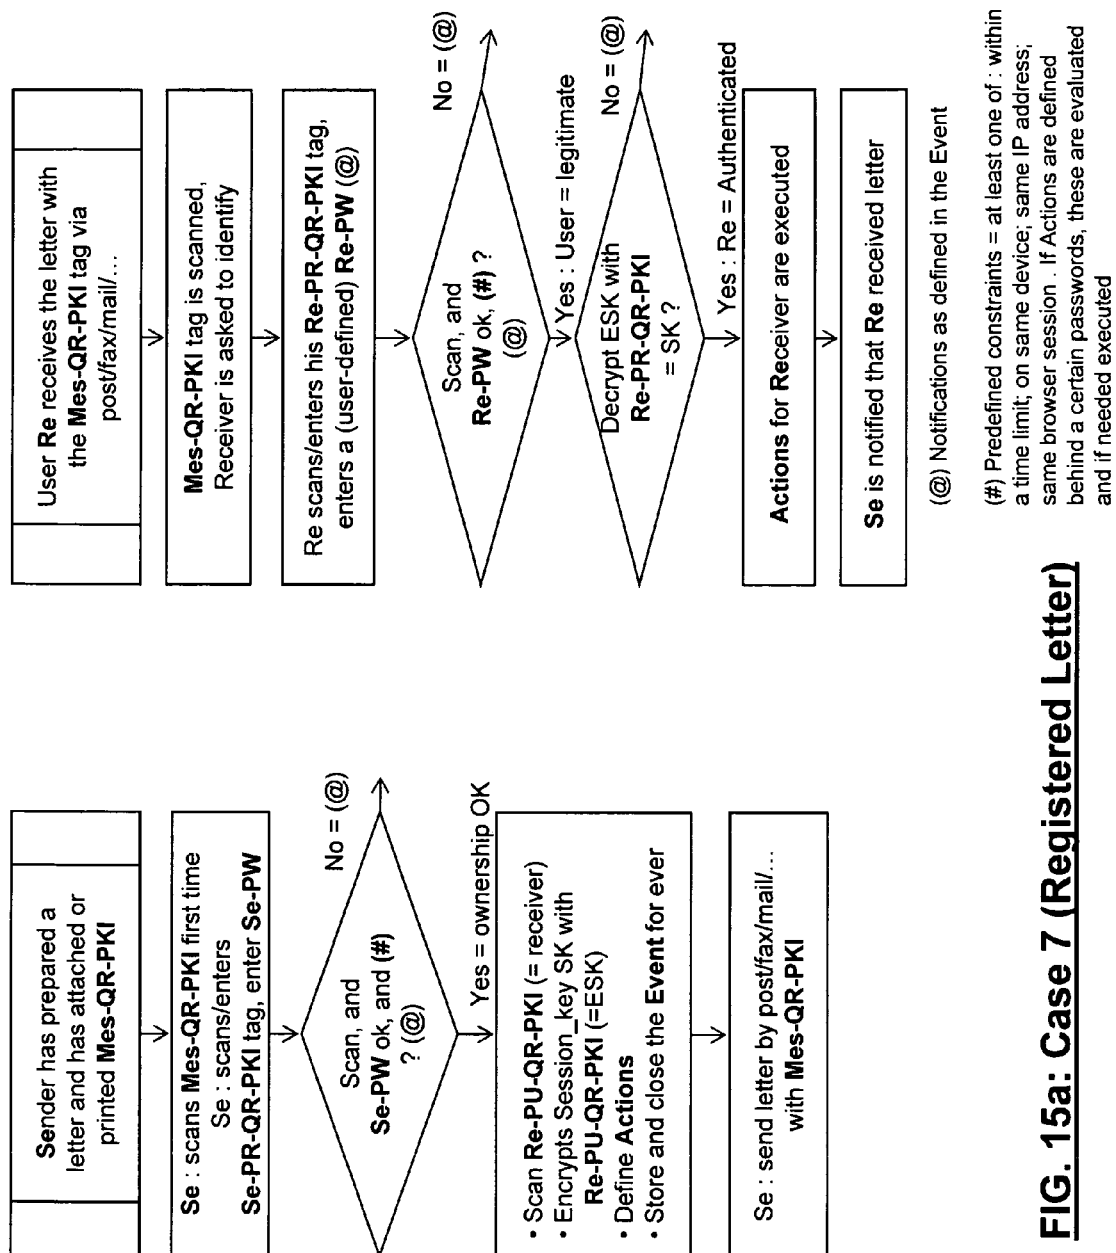 Sender has prepared a
letter and has attached or
printed Mes-QR-PKI
Se : scans Mes-QR-PKI first time
Se : scans/enters
Se-PR-QR-PKI tag, enter Se-PW
Scan, and
Se-PW ok, and (#)
? (@)
No = (@)
Yes = ownership OK
• Scan Re-PU-QR-PKI (= receiver)
• Encrypts Session_key SK with
Re-PU-QR-PKI (=ESK)
• Define Actions
• Store and close the Event for ever
Se : send letter by post/fax/mail/...
with Mes-QR-PKI
User Re receives the letter with
the Mes-QR-PKI tag via
post/fax/mail/...
Mes-QR-PKI tag is scanned,
Receiver is asked to identify
Re scans/enters his Re-PR-QR-PKI tag,
enters a (user-defined) Re-PW (@)
Scan, and
Re-PW ok, (#) ?
(@)
No = (@)
Yes : User = legitimate
Decrypt ESK with
Re-PR-QR-PKI
= SK ?
No = (@)
Yes : Re = Authenticated
Actions for Receiver are executed
Se is notified that Re received letter
(@) Notifications as defined in the Event
(#) Predefined constraints = at least one of : within
a time limit; on same device; same IP address;
same browser session . If Actions are defined
behind a certain passwords, these are evaluated
and if needed executed
FIG. 15a: Case 7 (Registered Letter)